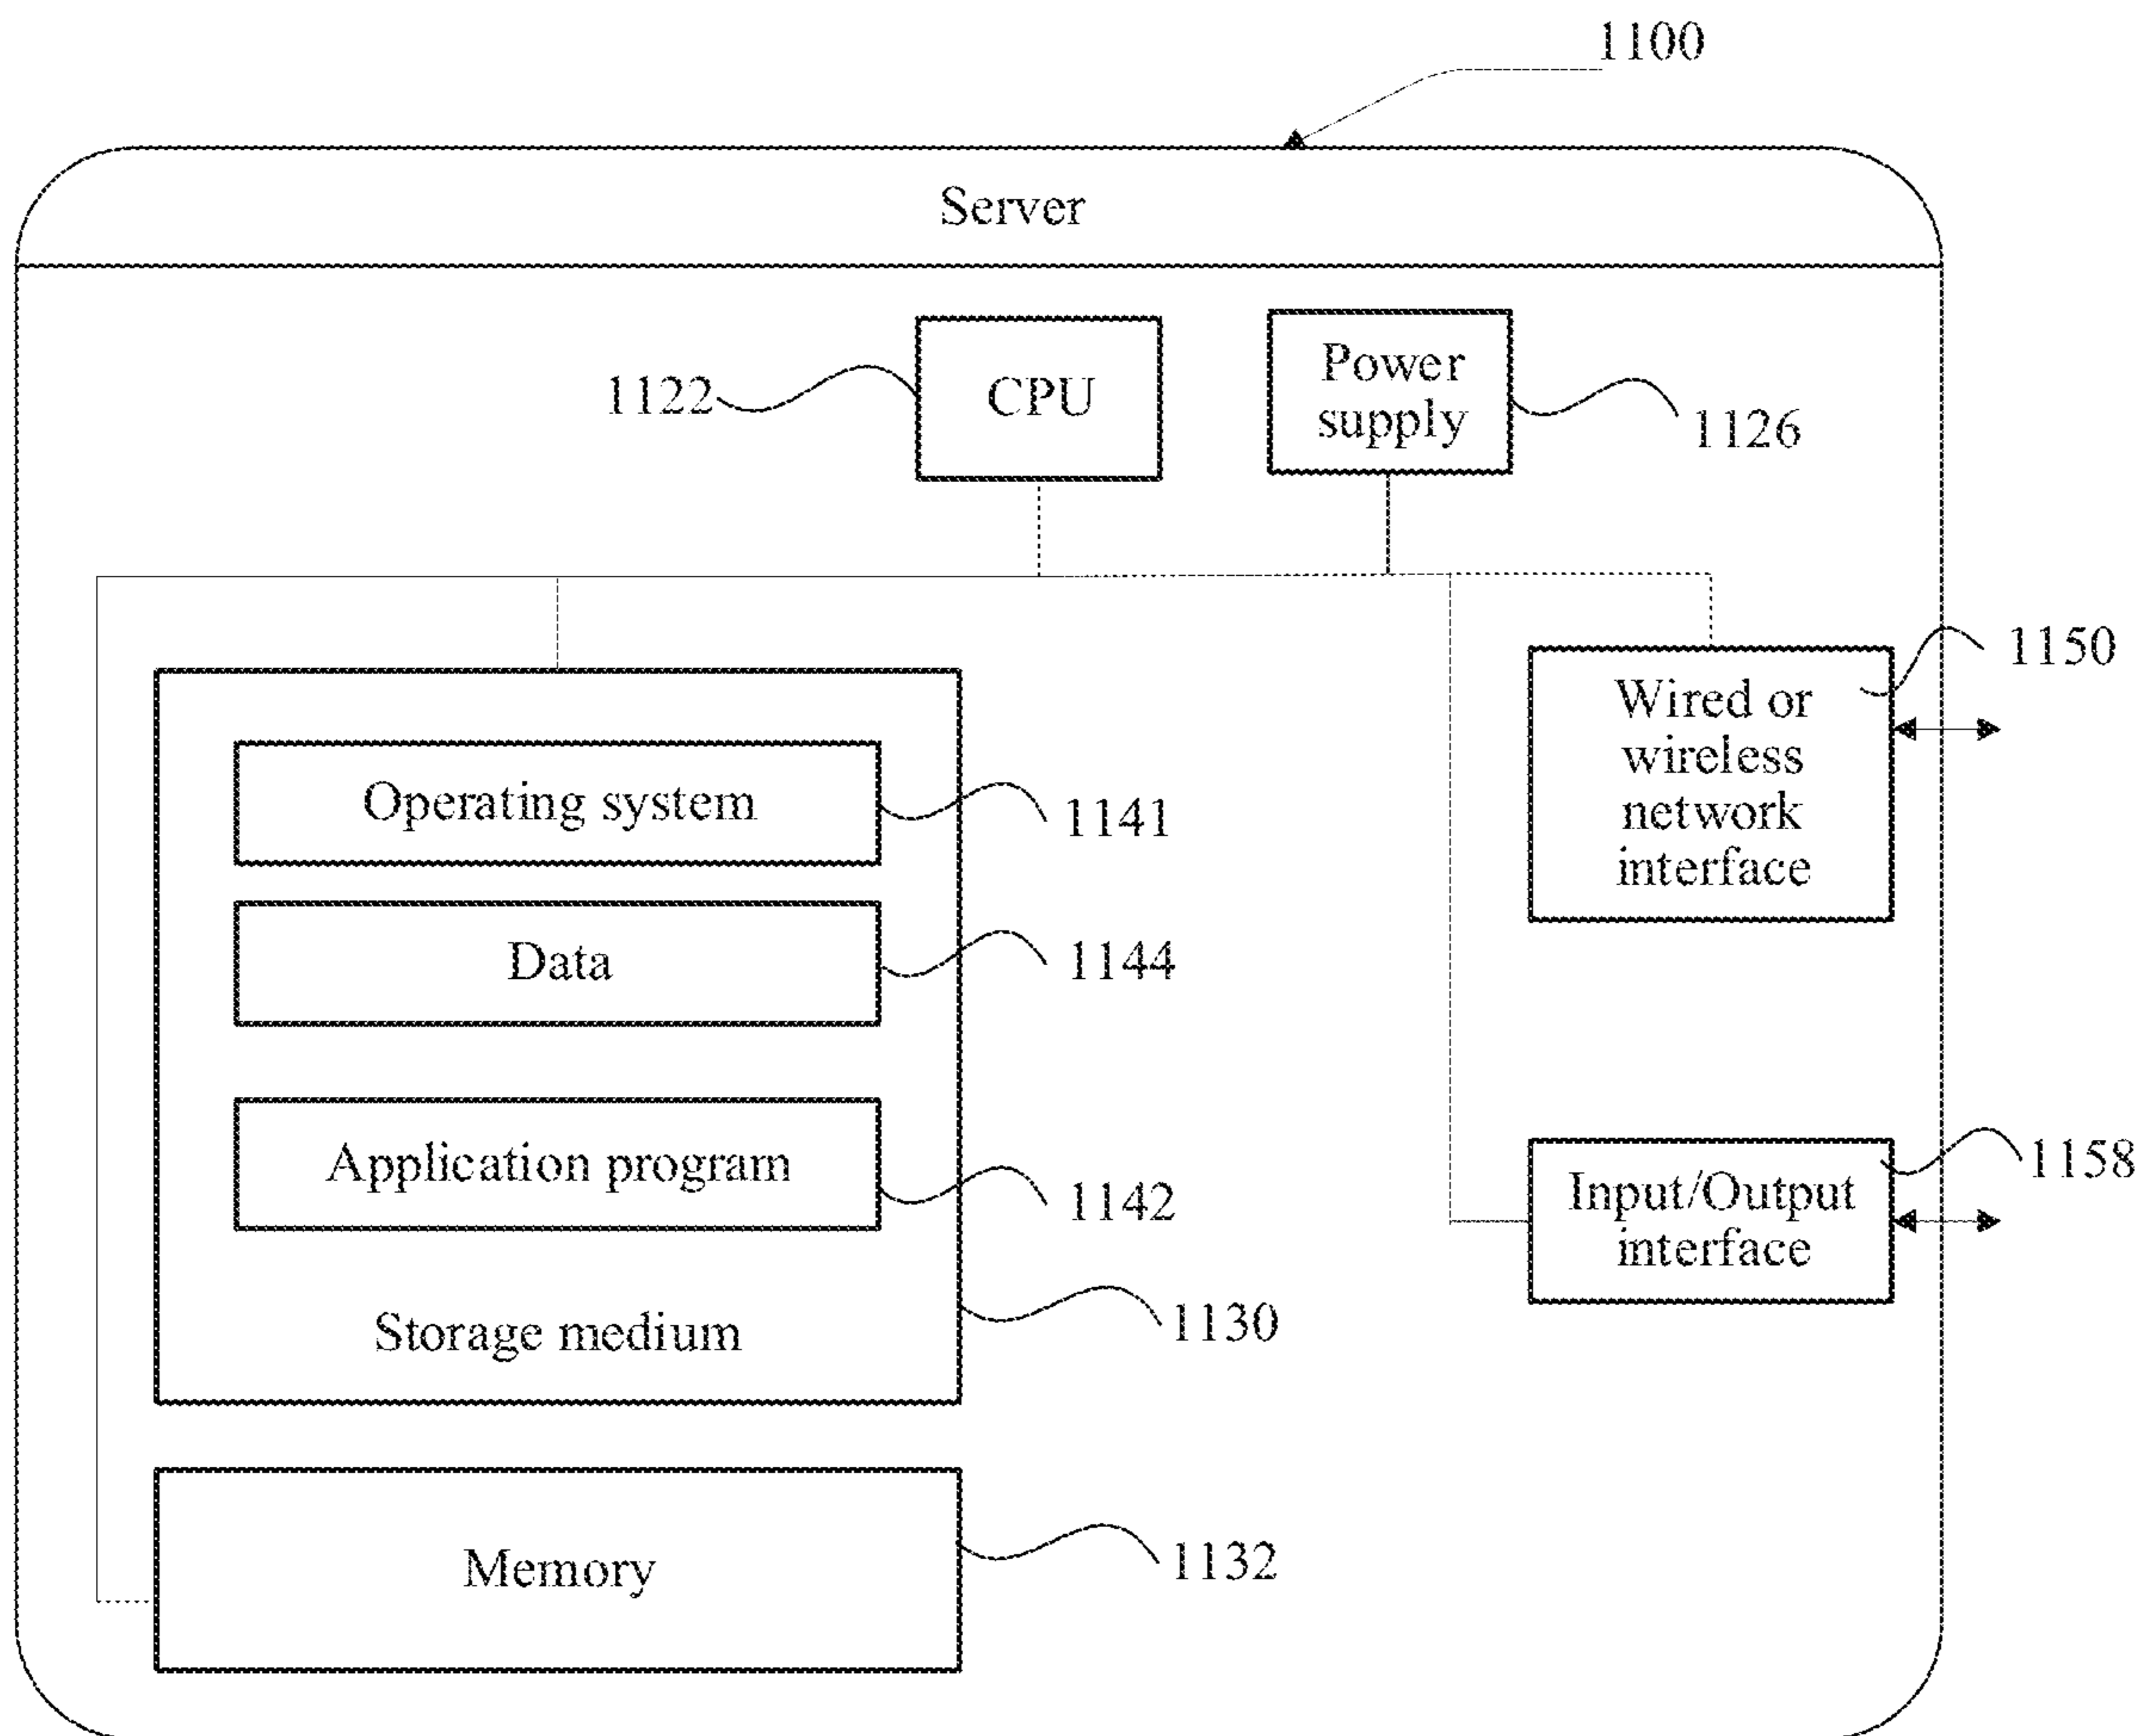 1100
Server
1122
CPU
Power
supply
1126
1150
Wired or
wireless
network
interface
Operating system
1141
Data
1144
Application program
1142
1158
Input/Output
interface
Storage medium
1130
Memory
1132